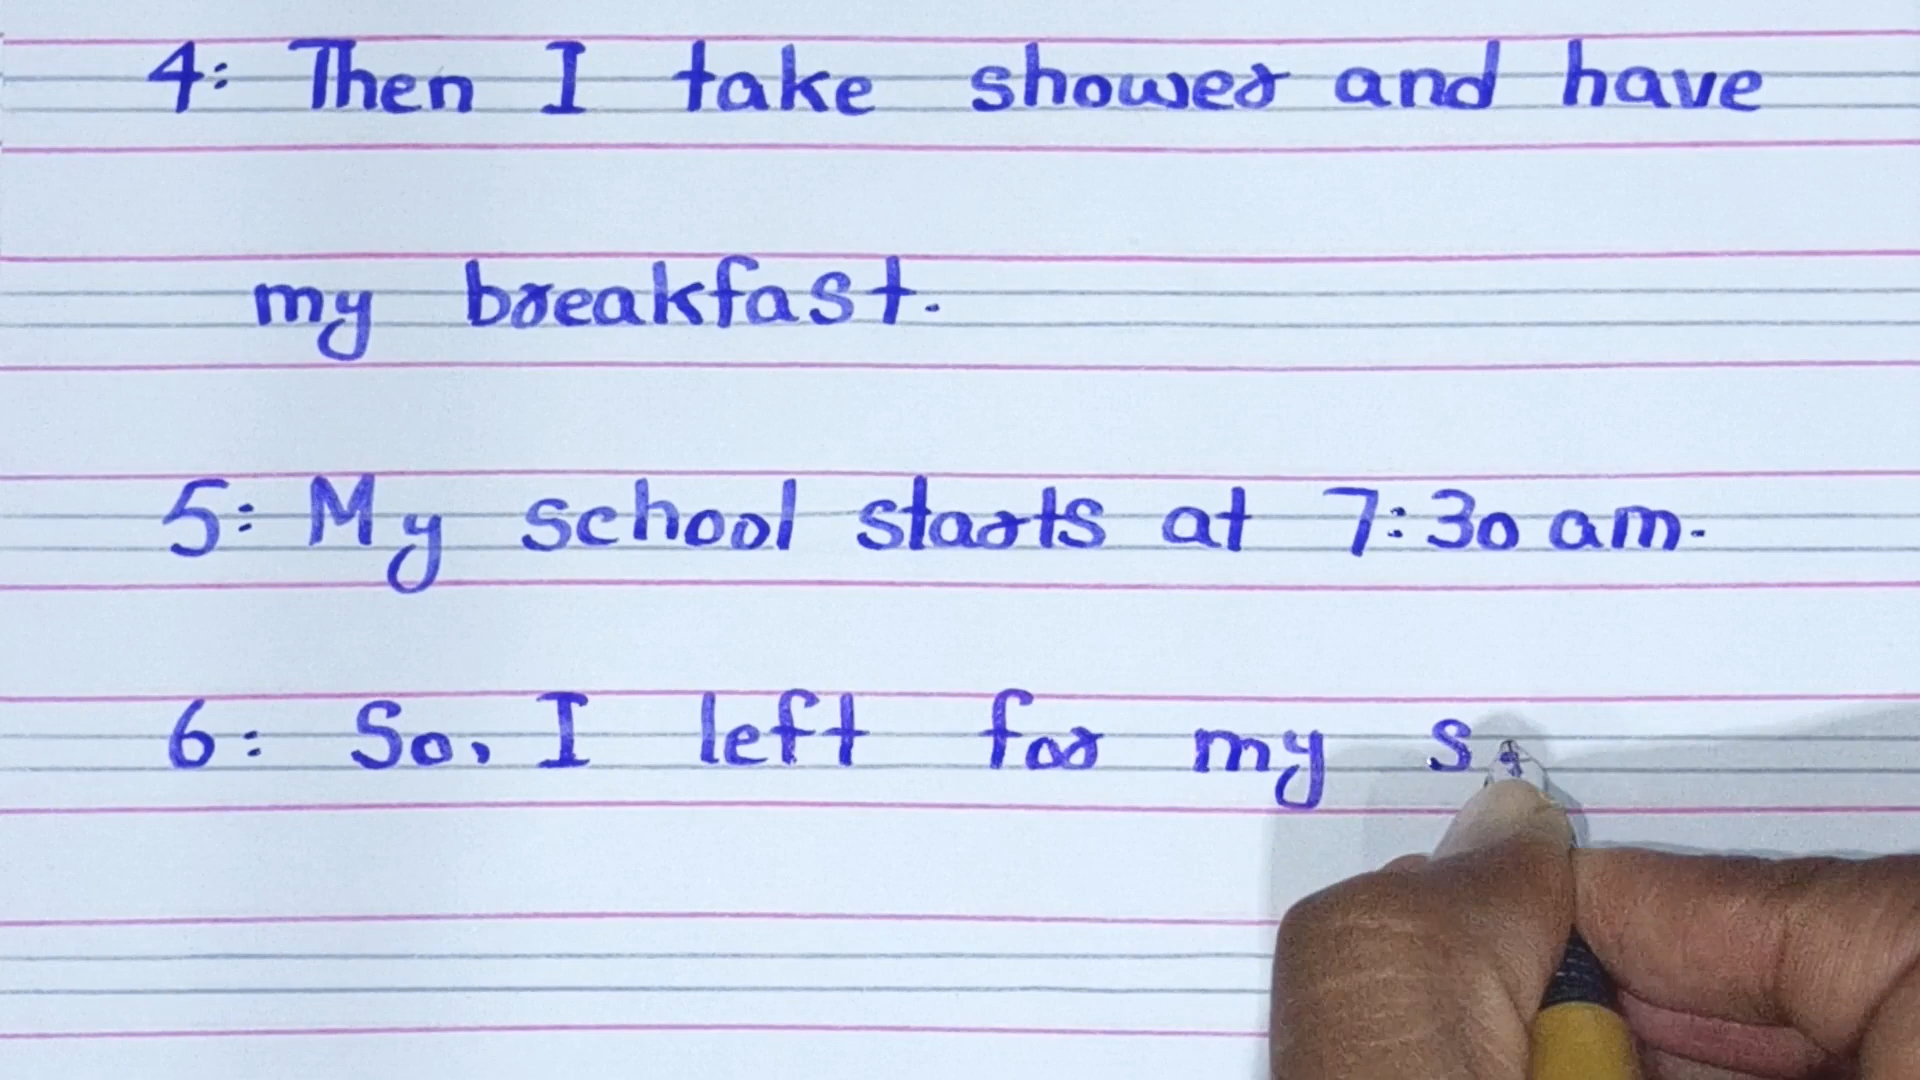 4: Then I take shower and have
my breakfast.
5: My school starts at 7:30 am.
6: So, I left for my